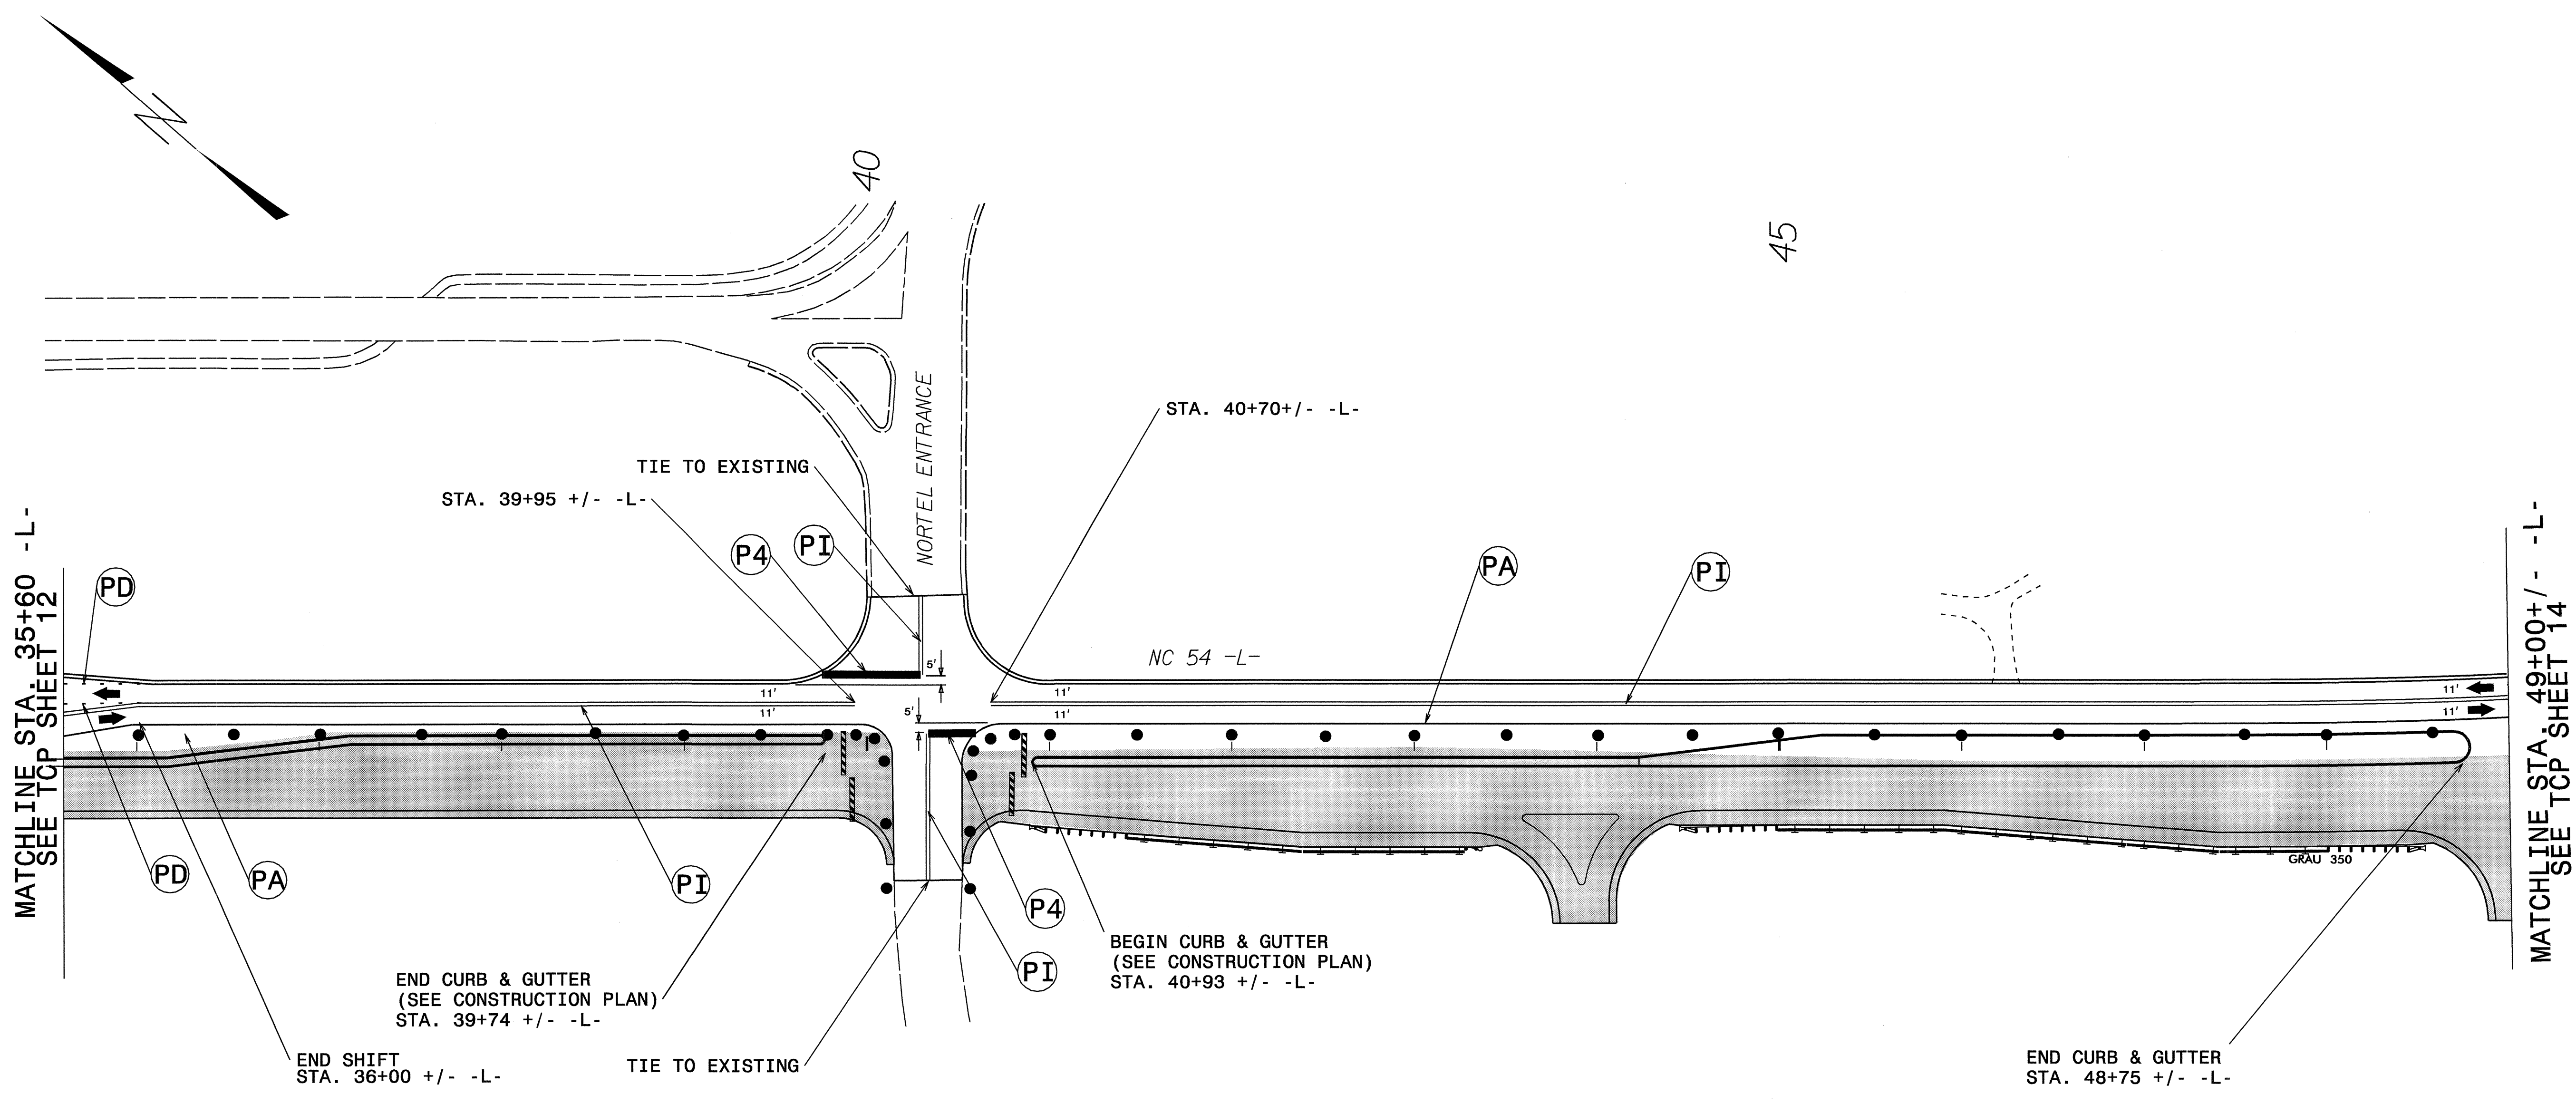 40
45
NORTEL ENTRANCE
STA. 40+70+/- -L-
TIE TO EXISTING
STA. 39+95 +/- -L-
P4
PI
PA
PI
PD
MATCHLINE STA. 35+60 -L-
SEE TCP SHEET 12
MATCHLINE STA. 49+00+/- -L-
SEE TCP SHEET 14
5'
NC 54 -L-
11'
11'
11'
11'
11'
11'
5'
GRAU 350
PD
PA
PI
P4
PI
BEGIN CURB & GUTTER
(SEE CONSTRUCTION PLAN)
STA. 40+93 +/- -L-
END CURB & GUTTER
(SEE CONSTRUCTION PLAN)
STA. 39+74 +/- -L-
END SHIFT
STA. 36+00 +/- -L-
TIE TO EXISTING
END CURB & GUTTER
STA. 48+75 +/- -L-